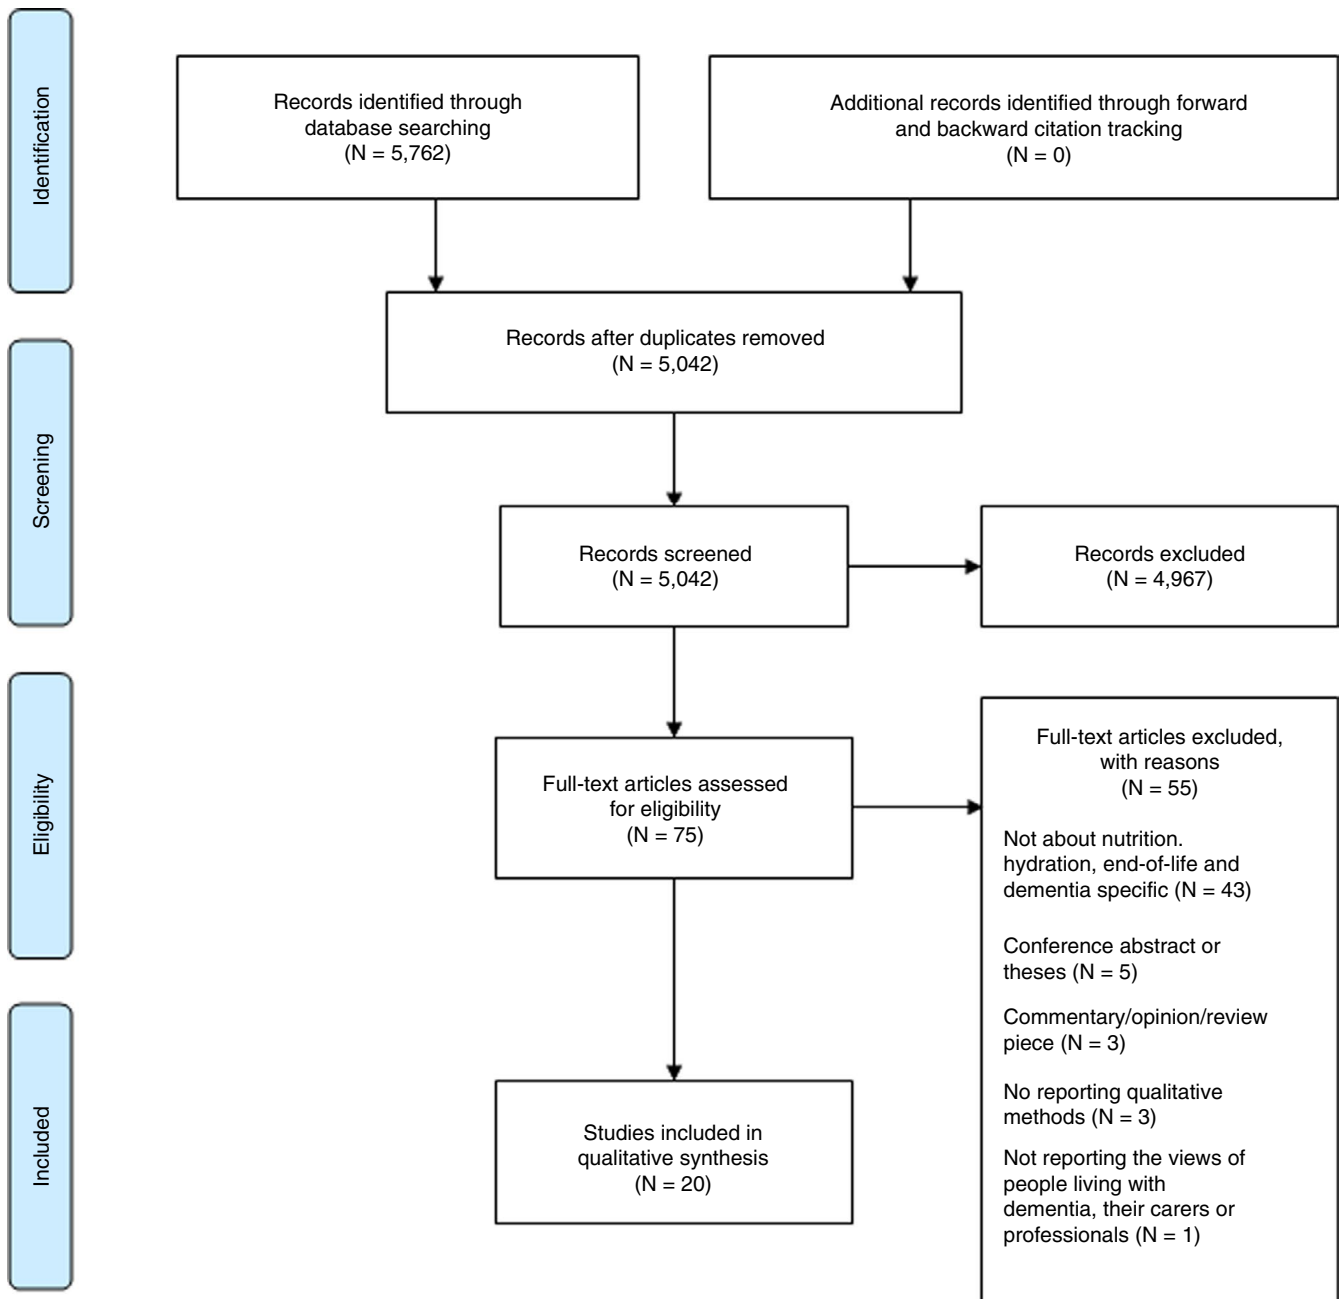 Identification
Records identified through
database searching
(N = 5,762)
Additional records identified through forward
and backward citation tracking
(N = 0)
Records after duplicates removed
(N = 5,042)
Screening
Records screened
(N = 5,042)
Records excluded
(N = 4,967)
Eligibility
Full-text articles assessed
for eligibility
(N = 75)
Full-text articles excluded,
with reasons
(N = 55)
Not about nutrition.
hydration, end-of-life and
dementia specific (N = 43)
Conference abstract or
theses (N = 5)
Commentary/opinion/review
piece (N = 3)
No reporting qualitative
methods (N = 3)
Not reporting the views of
people living with
dementia, their carers or
professionals (N = 1)
Included
Studies included in
qualitative synthesis
(N = 20)